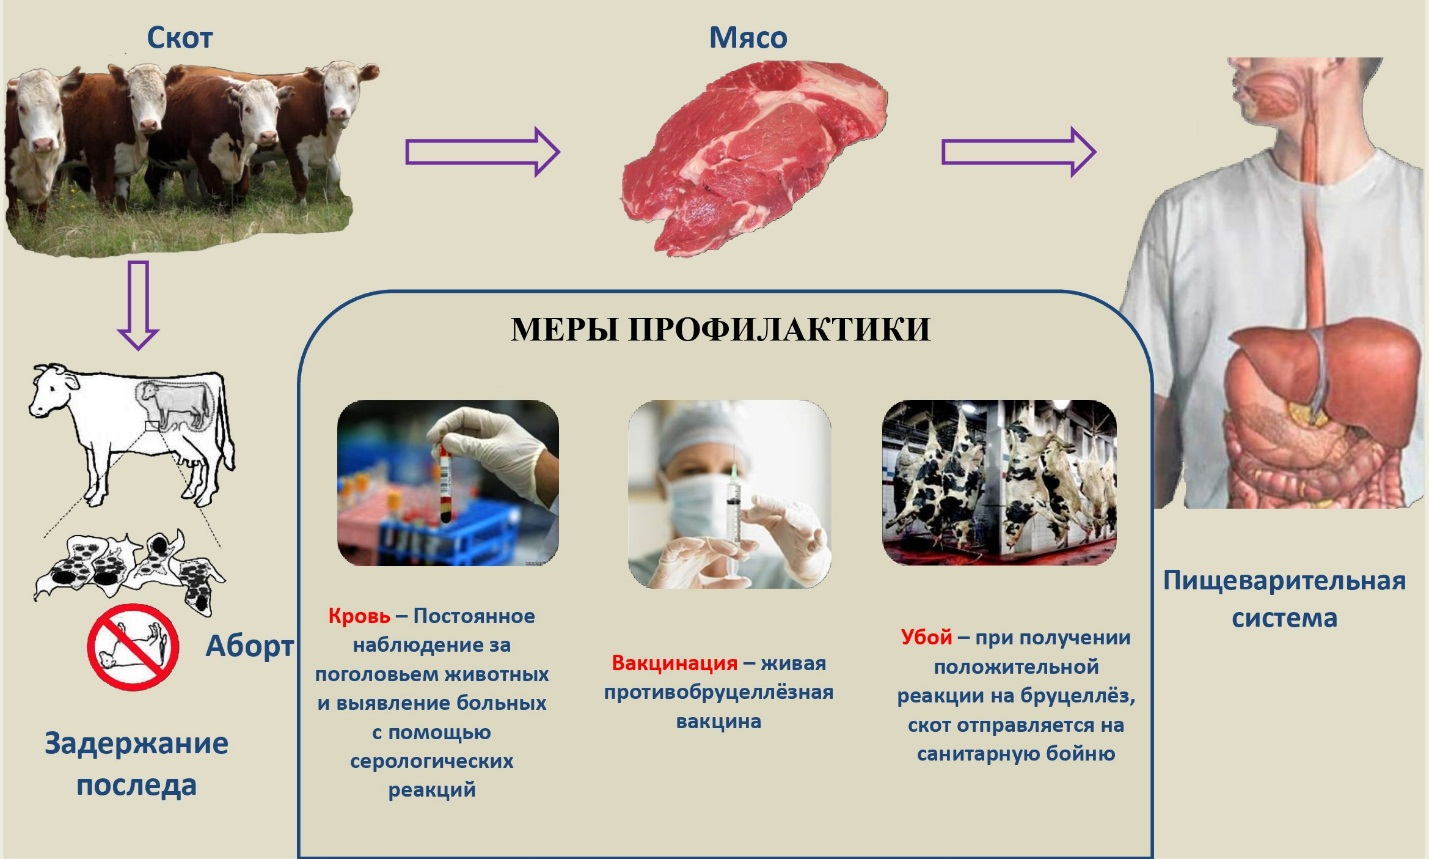 Скот
Мясо
МЕРЫ ПРОФИЛАКТИКИ
Аборт
Задержание
последа
Кровь – Постоянное
наблюдение за
поголовьем животных
и выявление больных
с помощью
серологических
реакций
Вакцинация – живая
противобруцеллёзная
вакцина
Убой – при получении
положительной
реакции на бруцеллёз,
скот отправляется на
санитарную бойню
Пищеварительная
система